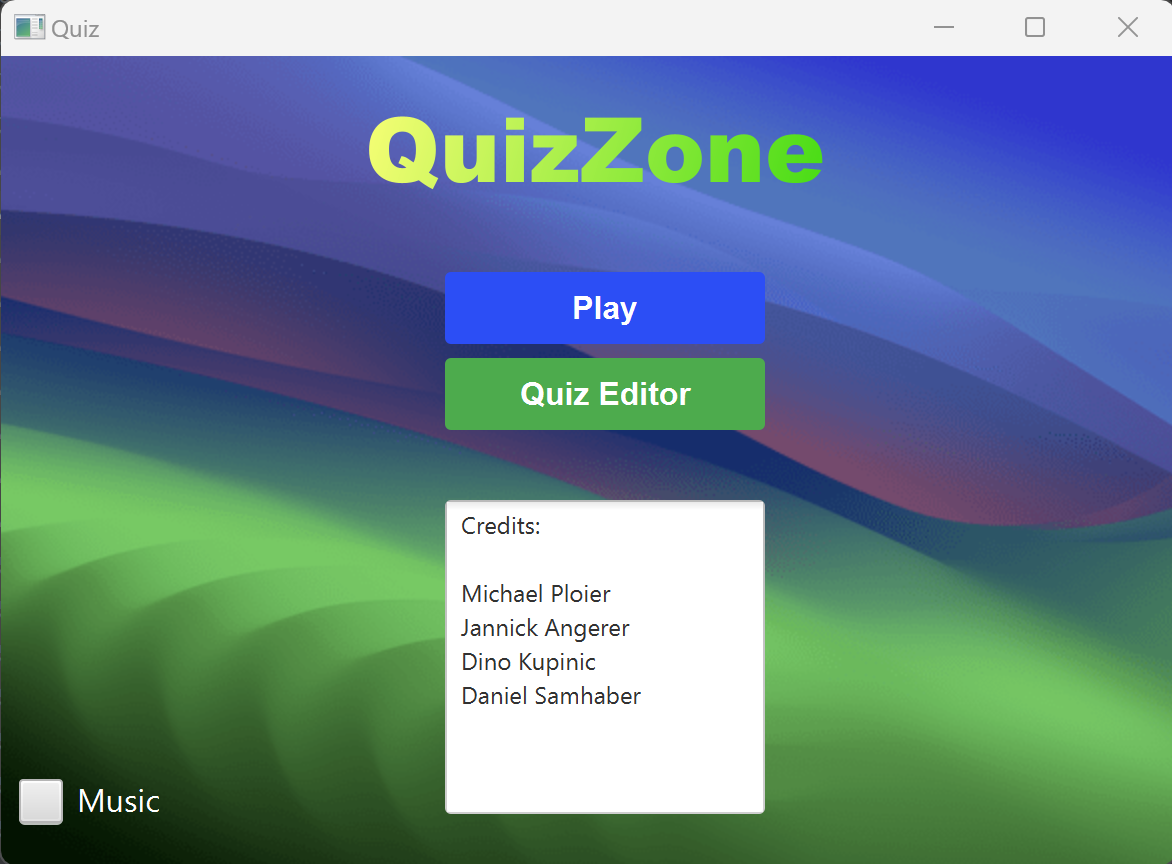 Quiz
QuizZone
Play
Quiz Editor
Credits:
Michael Ploier
Jannick Angerer
Dino Kupinic
Daniel Samhaber
Music